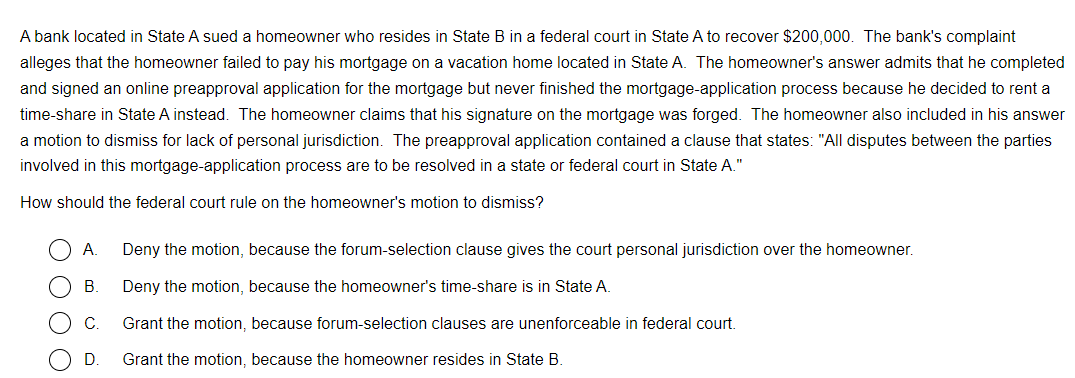 A bank located in State A sued a homeowner who resides in State B in a federal court in State A to recover $200,000.  The bank's complaint
alleges that the homeowner failed to pay his mortgage on a vacation home located in State A.  The homeowner's answer admits that he completed
and signed an online preapproval application for the mortgage but never finished the mortgage-application process because he decided to rent a
time-share in State A instead.  The homeowner claims that his signature on the mortgage was forged.  The homeowner also included in his answer
a motion to dismiss for lack of personal jurisdiction.  The preapproval application contained a clause that states: "All disputes between the parties
involved in this mortgage-application process are to be resolved in a state or federal court in State A."
How should the federal court rule on the homeowner's motion to dismiss?
A. Deny the motion, because the forum-selection clause gives the court personal jurisdiction over the homeowner.
B. Deny the motion, because the homeowner's time-share is in State A.
C. Grant the motion, because forum-selection clauses are unenforceable in federal court.
D. Grant the motion, because the homeowner resides in State B.